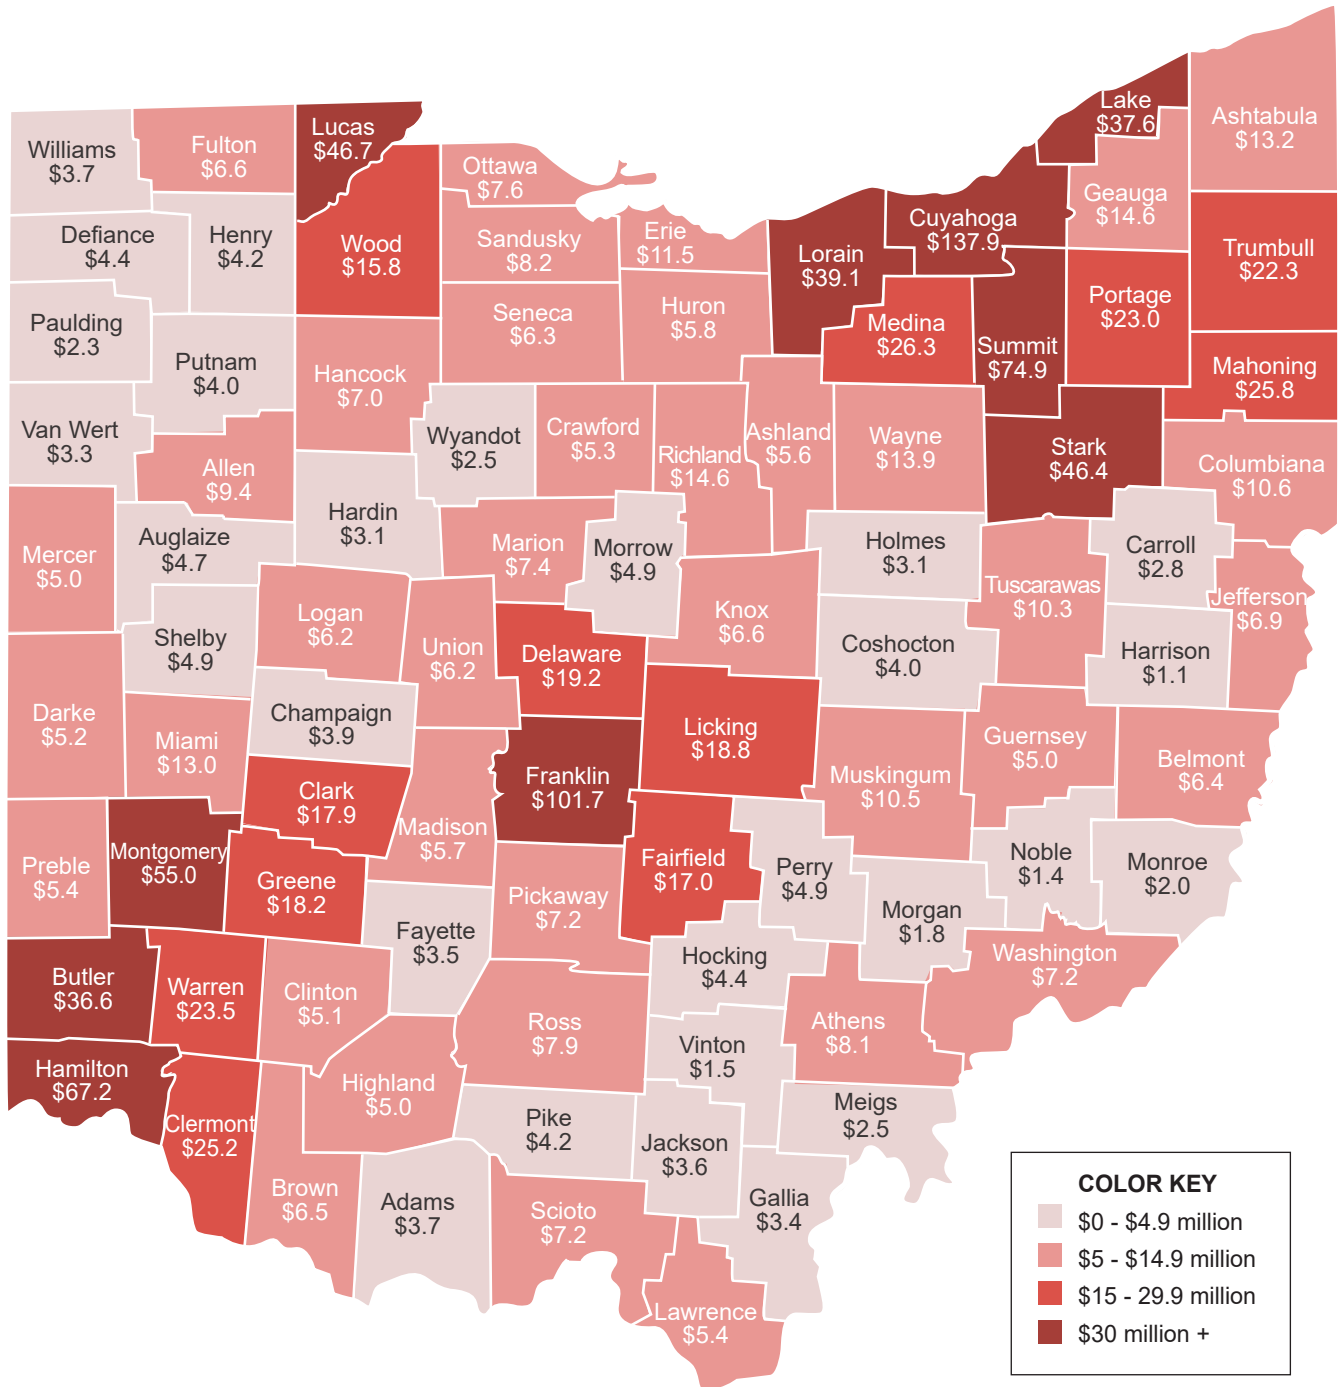 Lake
$37.6
Ashtabula
$13.2
Williams
$3.7
Fulton
$6.6
Lucas
$46.7
Ottawa
$7.6
Geauga
$14.6
Defiance
$4.4
Henry
$4.2
Wood
$15.8
Sandusky
$8.2
Erie
$11.5
Lorain
$39.1
Cuyahoga
$137.9
Trumbull
$22.3
Paulding
$2.3
Putnam
$4.0
Hancock
$7.0
Seneca
$6.3
Huron
$5.8
Medina
$26.3
Summit
$74.9
Portage
$23.0
Mahoning
$25.8
Van Wert
$3.3
Allen
$9.4
Wyandot
$2.5
Crawford
$5.3
Richland
$14.6
Ashland
$5.6
Wayne
$13.9
Stark
$46.4
Columbiana
$10.6
Mercer
$5.0
Auglaize
$4.7
Hardin
$3.1
Marion
$7.4
Morrow
$4.9
Holmes
$3.1
Tuscarawas
$10.3
Carroll
$2.8
Jefferson
$6.9
Shelby
$4.9
Logan
$6.2
Union
$6.2
Delaware
$19.2
Knox
$6.6
Coshocton
$4.0
Harrison
$1.1
Darke
$5.2
Miami
$13.0
Champaign
$3.9
Clark
$17.9
Madison
$5.7
Franklin
$101.7
Licking
$18.8
Muskingum
$10.5
Guernsey
$5.0
Belmont
$6.4
Preble
$5.4
Montgomery
$55.0
Greene
$18.2
Fayette
$3.5
Pickaway
$7.2
Fairfield
$17.0
Perry
$4.9
Morgan
$1.8
Noble
$1.4
Monroe
$2.0
Butler
$36.6
Warren
$23.5
Clinton
$5.1
Ross
$7.9
Hocking
$4.4
Athens
$8.1
Washington
$7.2
Hamilton
$67.2
Clermont
$25.2
Highland
$5.0
Pike
$4.2
Vinton
$1.5
Jackson
$3.6
Meigs
$2.5
Brown
$6.5
Adams
$3.7
Scioto
$7.2
Gallia
$3.4
Lawrence
$5.4
COLOR KEY
$0 - $4.9 million
$5 - $14.9 million
$15 - 29.9 million
$30 million +